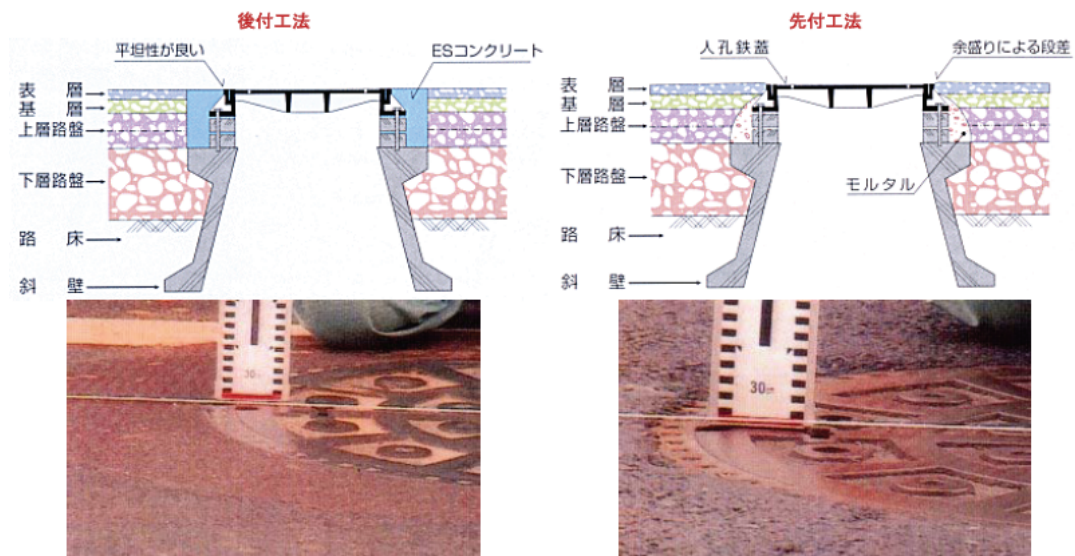 後付工法
平坦性が良い
ESコンクリート
表層
基層
上層路盤
下層路盤
路床
斜壁
30cm
先付工法
人孔鉄蓋
余盛りによる段差
表層
基層
上層路盤
下層路盤
モルタル
路床
斜壁
30cm